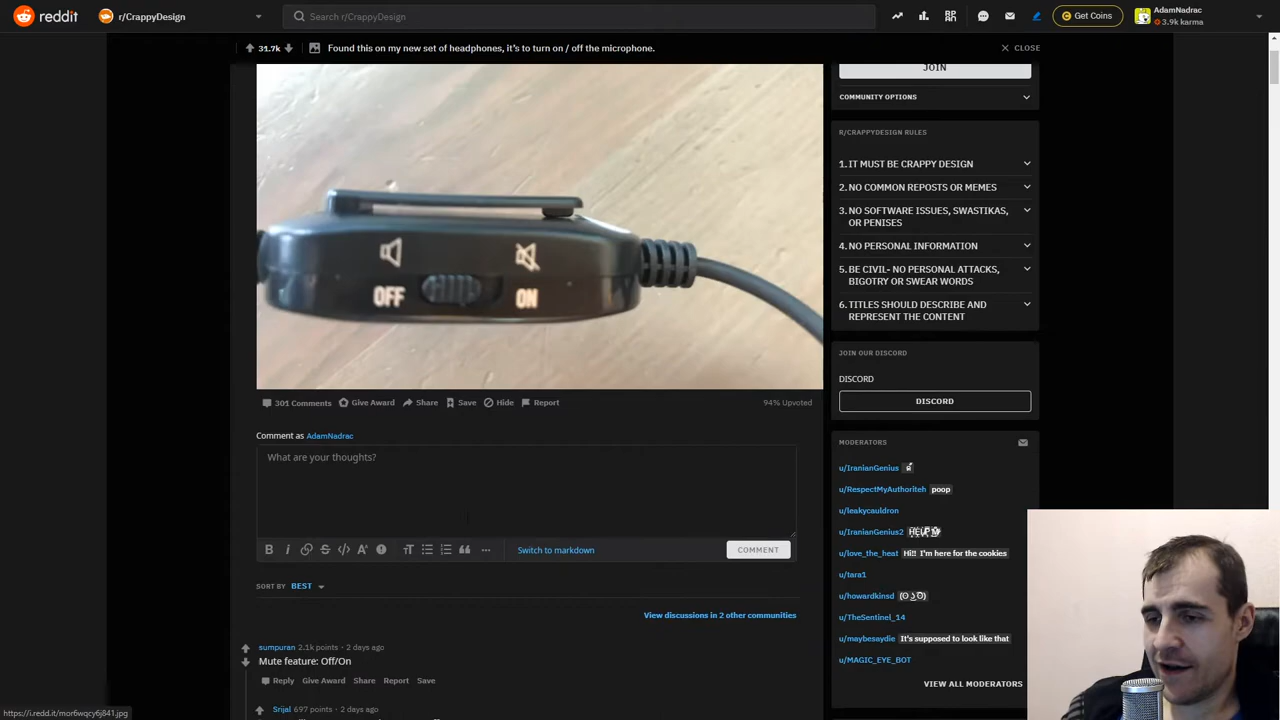 reddit
r/CrappyDesign
Search r/CrappyDesign
Get Coins
AdamNadrac
3.9k karma
31.7k
Found this on my new set of headphones, it's to turn on / off the microphone.
CLOSE
OFF
ON
301 Comments
Give Award
Share
Save
Hide
Report
94% Upvoted
Comment as AdamNadrac
What are your thoughts?
Switch to markdown
COMMENT
SORT BY BEST
View discussions in 2 other communities
sumpuran 2.1k points · 2 days ago
Mute feature: Off/On
Reply Give Award Share Report Save
Srijal 697 points · 2 days ago
JOIN
COMMUNITY OPTIONS
R/CRAPPYDESIGN RULES
1. IT MUST BE CRAPPY DESIGN
2. NO COMMON REPOSTS OR MEMES
3. NO SOFTWARE ISSUES, SWASTIKAS,
OR PENISES
4. NO PERSONAL INFORMATION
5. BE CIVIL- NO PERSONAL ATTACKS,
BIGOTRY OR SWEAR WORDS
6. TITLES SHOULD DESCRIBE AND
REPRESENT THE CONTENT
JOIN OUR DISCORD
DISCORD
DISCORD
MODERATORS
u/IranianGenius
u/RespectMyAuthoriteh poop
u/leakycauldron
u/IranianGenius2
u/love_the_heat Hi!! I'm here for the cookies
u/tara1
u/howardkinsd
u/TheSentinel_14
u/maybesaydie It's supposed to look like that
u/MAGIC_EYE_BOT
VIEW ALL MODERATORS
https://i.redd.it/mor6wqcy6j841.jpg